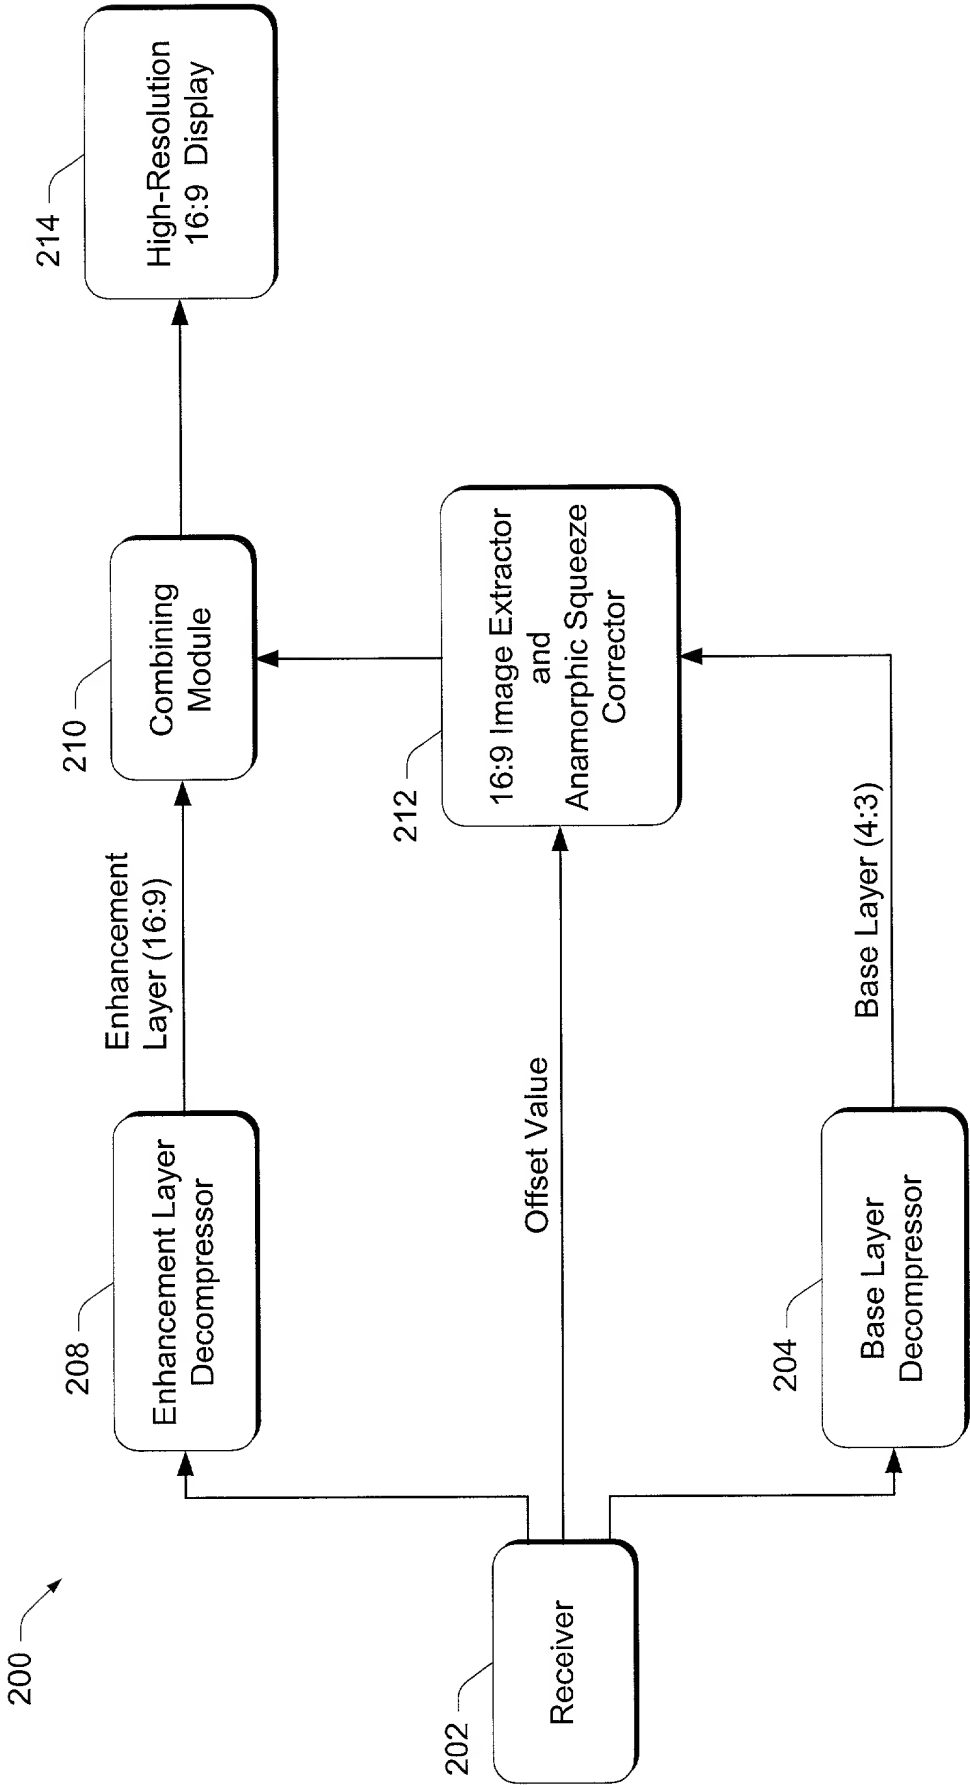 200
202
Receiver
208
Enhancement Layer
Decompressor
Enhancement
Layer (16:9)
210
Combining
Module
214
High-Resolution
16:9 Display
Offset Value
212
16:9 Image Extractor
and
Anamorphic Squeeze
Corrector
204
Base Layer
Decompressor
Base Layer (4:3)